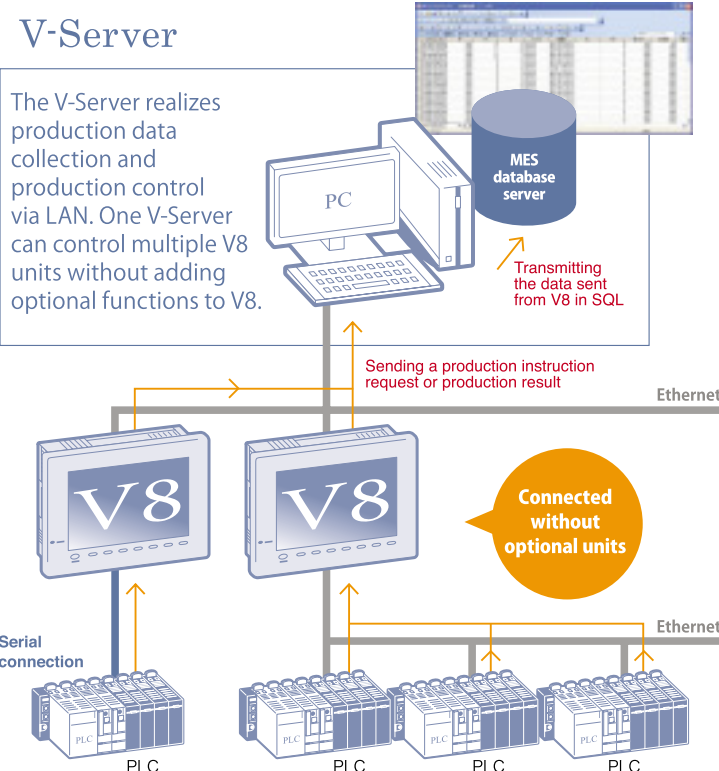 V-Server
The V-Server realizes
production data
collection and
production control
via LAN. One V-Server
can control multiple V8
units without adding
optional functions to V8.
PC
MES
database
server
Transmitting
the data sent
from V8 in SQL
Sending a production instruction
request or production result
Ethernet
V8
V8
Connected
without
optional units
Ethernet
Serial
connection
PLC
PLC
PLC
PLC
PLC
PLC
PLC
PLC